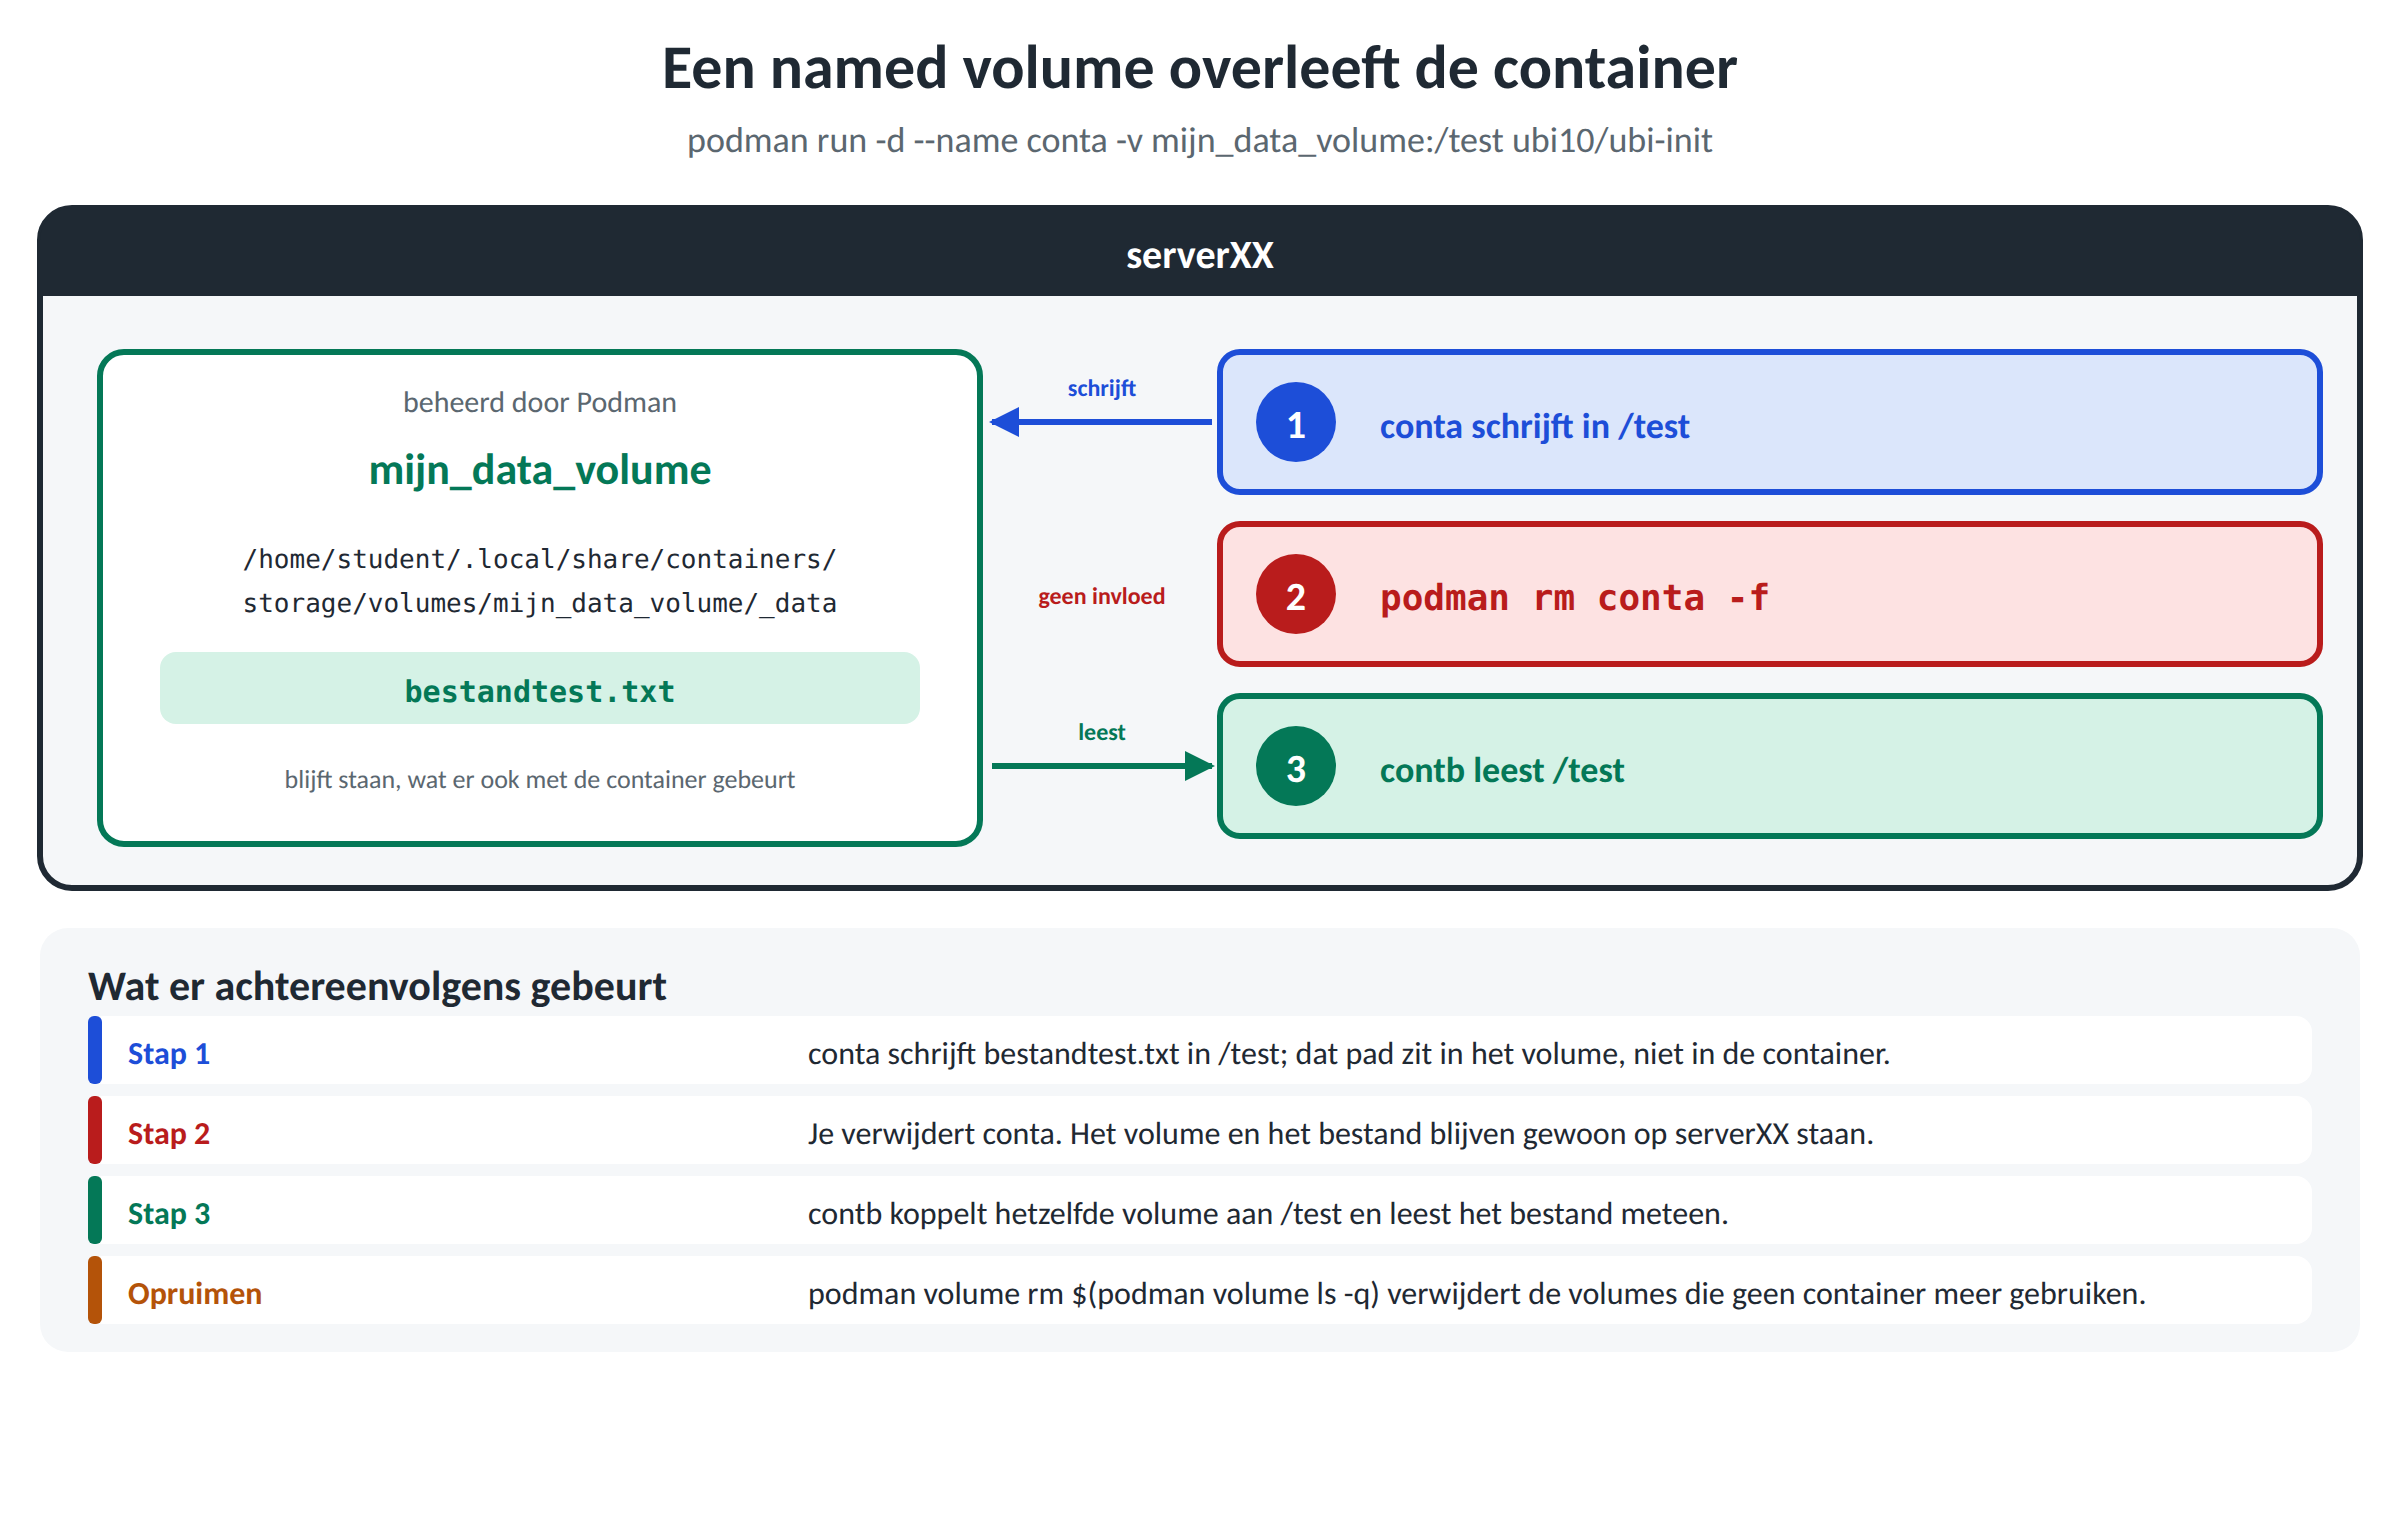 Een named volume overleeft de container
podman run -d --name conta -v mijn_data_volume:/test ubi10/ubi-init
serverXX
beheerd door Podman
mijn_data_volume
/home/student/.local/share/containers/
storage/volumes/mijn_data_volume/_data
bestandtest.txt
blijft staan, wat er ook met de container gebeurt
schrijft
geen invloed
leest
1 conta schrijft in /test
2 podman rm conta -f
3 contb leest /test
Wat er achtereenvolgens gebeurt
Stap 1 conta schrijft bestandtest.txt in /test; dat pad zit in het volume, niet in de container.
Stap 2 Je verwijdert conta. Het volume en het bestand blijven gewoon op serverXX staan.
Stap 3 contb koppelt hetzelfde volume aan /test en leest het bestand meteen.
Opruimen podman volume rm $(podman volume ls -q) verwijdert de volumes die geen container meer gebruiken.